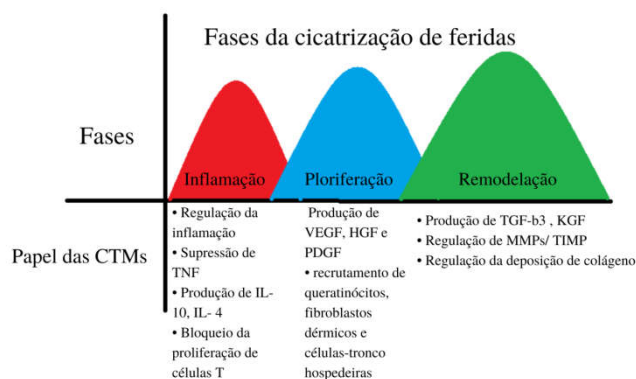 Fases da cicatrização de feridas
Fases
Inflamação
Ploriferação
Remodelação
Papel das CTMs
• Regulação da
inflamação
• Supressão de
TNF
• Produção de IL-
10, IL- 4
• Bloqueio da
proliferação de
células T
Produção de
VEGF, HGF e
PDGF
• recrutamento de
queratinócitos,
fibroblastos
dérmicos e
células-tronco
hospedeiras
• Produção de TGF-b3 , KGF
• Regulação de MMPs/ TIMP
• Regulação da deposição de colágeno